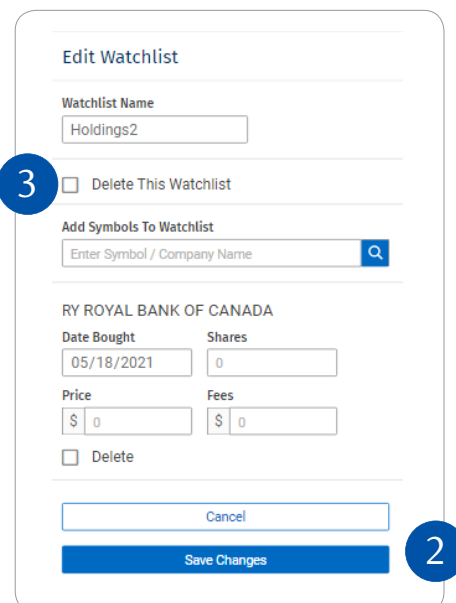 Edit Watchlist
Watchlist Name
Holdings2
3
Delete This Watchlist
Add Symbols To Watchlist
Enter Symbol / Company Name
RY ROYAL BANK OF CANADA
Date Bought Shares
05/18/2021 0
Price Fees
$ 0 $ 0
Delete
Cancel
Save Changes
2